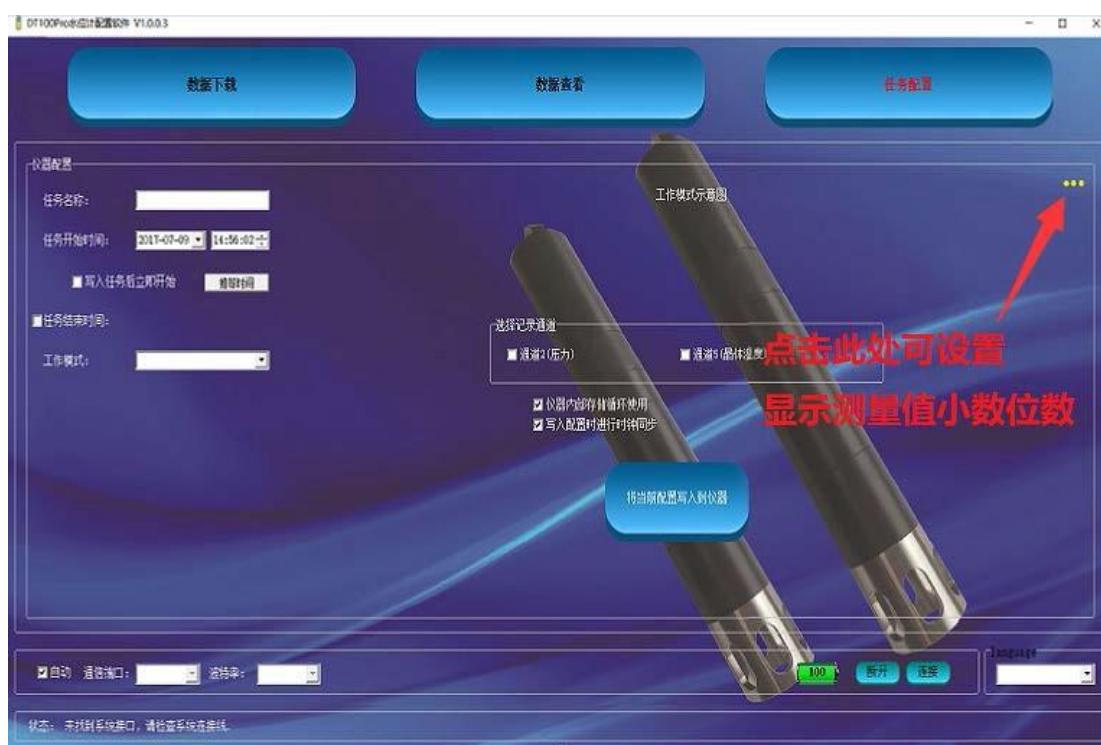 DT100Pro水位计配置软件 V1.0.0.3
数据下载 数据查看 任务配置
仪器配置
工作模式示意图
任务名称:
任务开始时间: 2017-07-09 14:56:02
写入任务后立即开始
任务结束时间:
选择记录通道
工作模式: 通道2(压力) 通道5(晶体温度)
点击此处可设置
显示测量值小数位数
仪器内部存储循环使用
写入配置时进行时钟同步
将当前配置写入到仪器
language
自动 通信端口: 波特率: 100 断开 连接
状态: 未找到系统接口,请检查系统连接线.